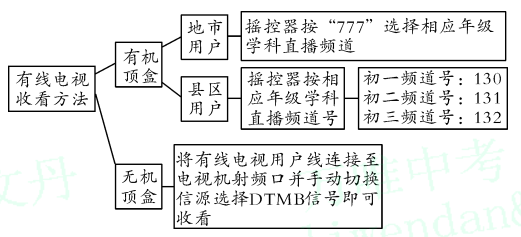 有线电视
收看方法
有机
顶盒
地市
用户
摇控器按“777”选择相应年级
学科直播频道
县区
用户
摇控器按相
应年级学科
直播频道号
初一频道号：130
初二频道号：131
初三频道号：132
无机
顶盒
将有线电视用户线连接至
电视机射频口并手动切换
信源选择DTMB信号即可
收看
文丹
中考